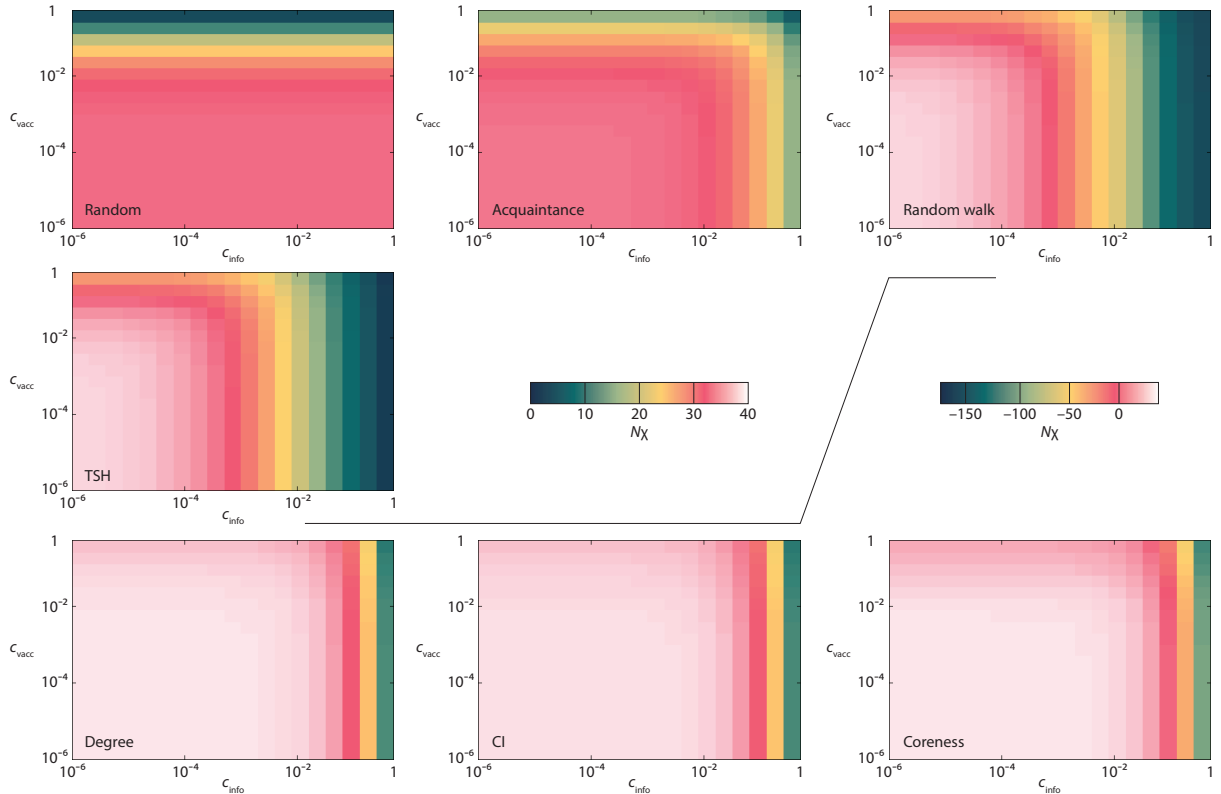 1
10⁻²
c_vacc
10⁻⁴
10⁻⁶
Random
10⁻⁶ 10⁻⁴ 10⁻² 1
c_info
1
10⁻²
c_vacc
10⁻⁴
10⁻⁶
Acquaintance
10⁻⁶ 10⁻⁴ 10⁻² 1
c_info
1
10⁻²
c_vacc
10⁻⁴
10⁻⁶
Random walk
10⁻⁶ 10⁻⁴ 10⁻² 1
c_info
1
10⁻²
c_vacc
10⁻⁴
10⁻⁶
TSH
10⁻⁶ 10⁻⁴ 10⁻² 1
c_info
0 10 20 30 40
Nχ
−150 −100 −50 0
Nχ
1
10⁻²
c_vacc
10⁻⁴
10⁻⁶
Degree
10⁻⁶ 10⁻⁴ 10⁻² 1
c_info
1
10⁻²
c_vacc
10⁻⁴
10⁻⁶
CI
10⁻⁶ 10⁻⁴ 10⁻² 1
c_info
1
10⁻²
c_vacc
10⁻⁴
10⁻⁶
Coreness
10⁻⁶ 10⁻⁴ 10⁻² 1
c_info